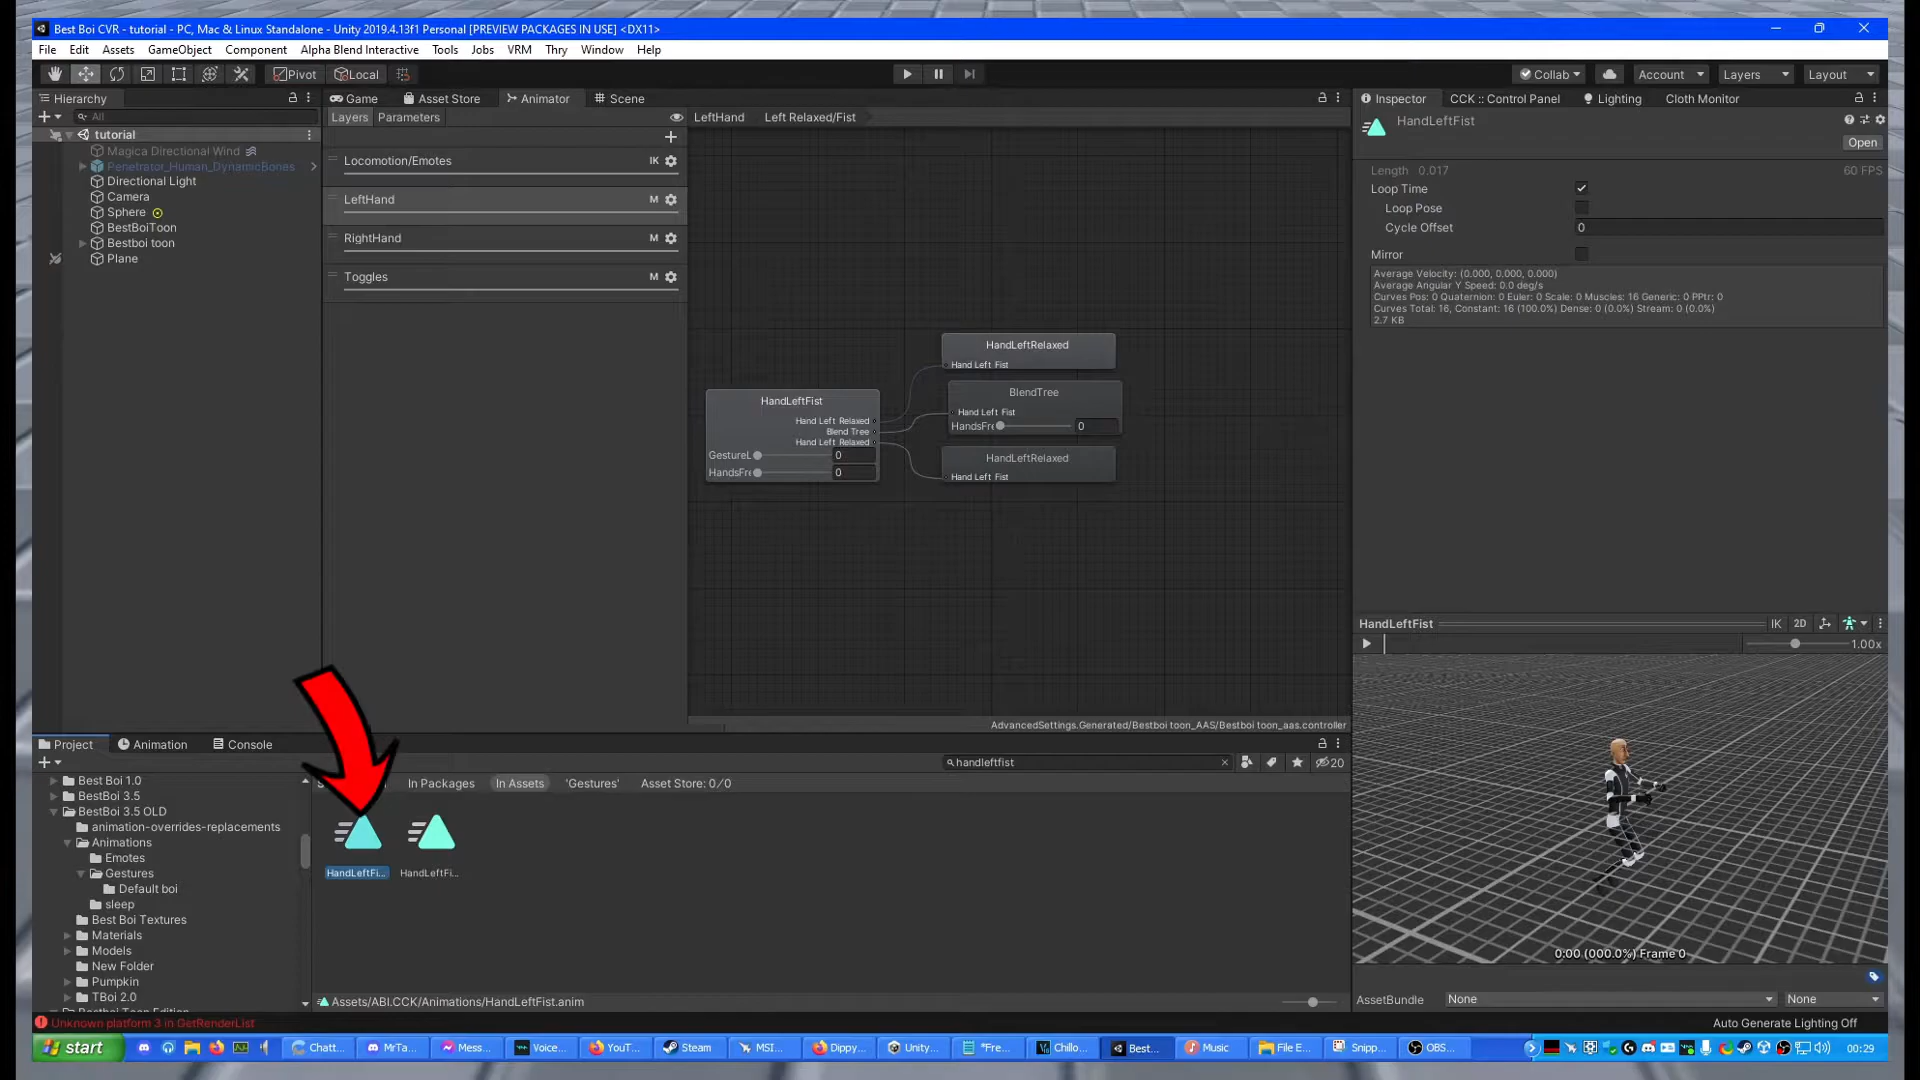 Best Boi CVR - tutorial - PC, Mac & Linux Standalone - Unity 2019.4.13f1 Personal [PREVIEW PACKAGES IN USE] <DX11>
File Edit Assets GameObject Component Alpha Blend Interactive Tools Jobs VRM Thry Window Help
Pivot Local Collab Account Layers Layout
Hierarchy Game Asset Store Animator Scene Inspector CCK :: Control Panel Lighting Cloth Monitor
All
Layers Parameters LeftHand Left Relaxed/Fist
tutorial
Magica Directional Wind
Penetrator_Human_DynamicBones
Directional Light
Camera
Sphere
BestBoiToon
Bestboi toon
Plane
Locomotion/Emotes IK
LeftHand M
RightHand M
Toggles M
HandLeftRelaxed
Hand Left Fist
BlendTree
Hand Left Fist
HandsFre 0
HandLeftRelaxed
Hand Left Fist
HandLeftFist
Hand Left Relaxed
Blend Tree
Hand Left Relaxed
GestureL 0
HandsFre 0
AdvancedSettings.Generated/Bestboi toon_AAS/Bestboi toon_aas.controller
HandLeftFist
Open
Length 0.017 60 FPS
Loop Time
Loop Pose
Cycle Offset 0
Mirror
Average Velocity: (0.000, 0.000, 0.000)
Average Angular Y Speed: 0.0 deg/s
Curves Pos: 0 Quaternion: 0 Euler: 0 Scale: 0 Muscles: 16 Generic: 0 PPtr: 0
Curves Total: 16, Constant: 16 (100.0%) Dense: 0 (0.0%) Stream: 0 (0.0%)
2.7 KB
HandLeftFist IK 2D
1.00x
0:00 (000.0%) Frame 0
AssetBundle None None
Auto Generate Lighting Off
Project Animation Console
handleftfist 20
In Packages In Assets 'Gestures' Asset Store: 0/0
Best Boi 1.0
BestBoi 3.5
BestBoi 3.5 OLD
animation-overrides-replacements
Animations
Emotes
Gestures
Default boi
sleep
Best Boi Textures
Materials
Models
New Folder
Pumpkin
TBoi 2.0
Bestboi Toon Edition
HandLeftFi... HandLeftFi...
Assets/ABI.CCK/Animations/HandLeftFist.anim
Unknown platform 3 in GetRenderList
start Chatt... MrTa... Mess... Voice... YouT... Steam MSI... Dippy... Unity... *Fre... Chillo... Best... Music File E... Snipp... OBS... 00:29